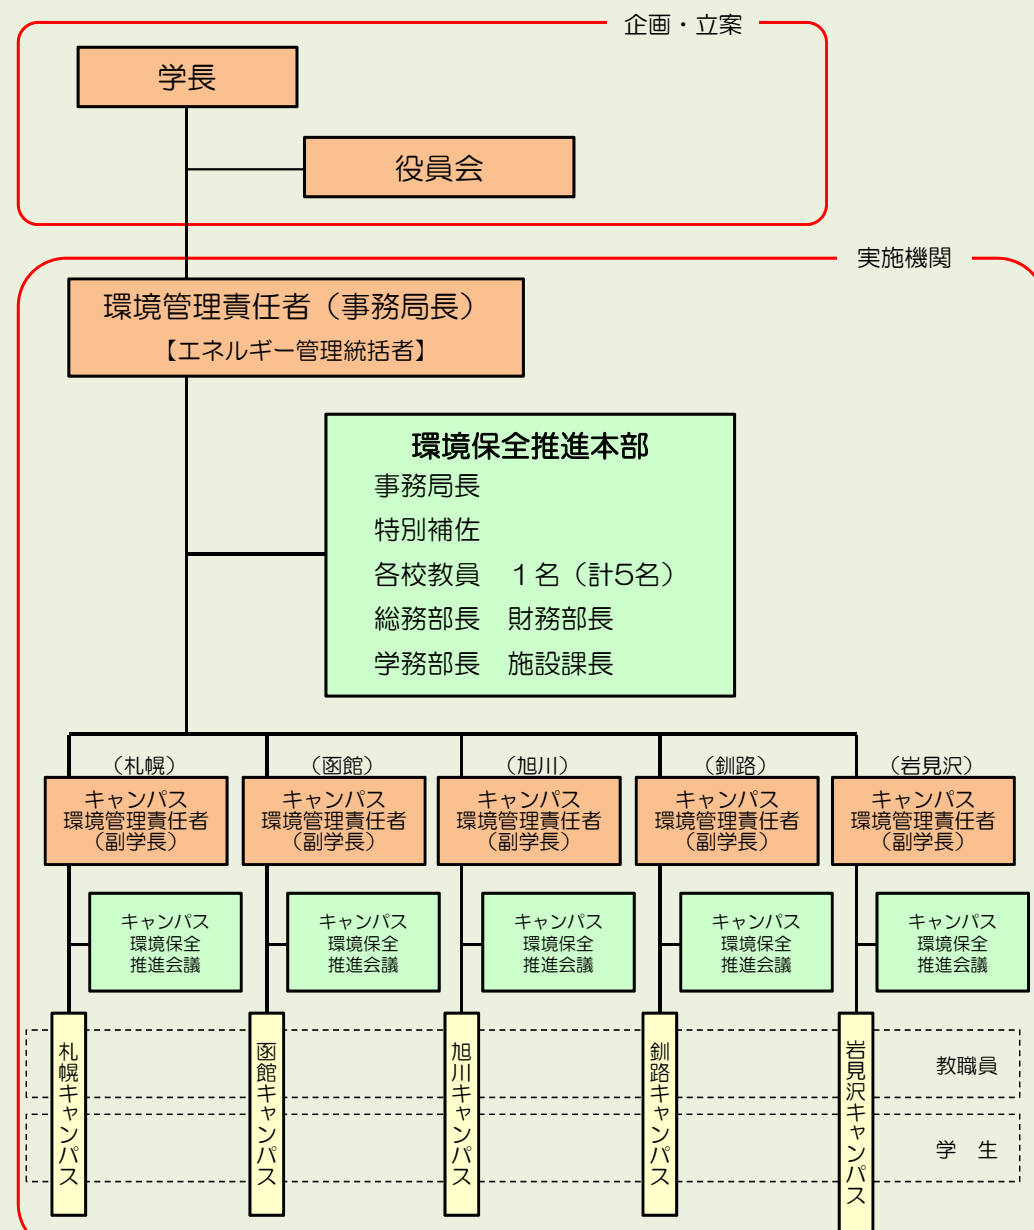 企画・立案
学長
役員会
実施機関
環境管理責任者（事務局長）
【エネルギー管理統括者】
環境保全推進本部
事務局長
特別補佐
各校教員　１名（計5名）
総務部長　財務部長
学務部長　施設課長
（札幌）
キャンパス
環境管理責任者
（副学長）
（函館）
キャンパス
環境管理責任者
（副学長）
（旭川）
キャンパス
環境管理責任者
（副学長）
（釧路）
キャンパス
環境管理責任者
（副学長）
（岩見沢）
キャンパス
環境管理責任者
（副学長）
キャンパス
環境保全
推進会議
キャンパス
環境保全
推進会議
キャンパス
環境保全
推進会議
キャンパス
環境保全
推進会議
キャンパス
環境保全
推進会議
札幌キャンパス
函館キャンパス
旭川キャンパス
釧路キャンパス
岩見沢キャンパス
教職員
学　生